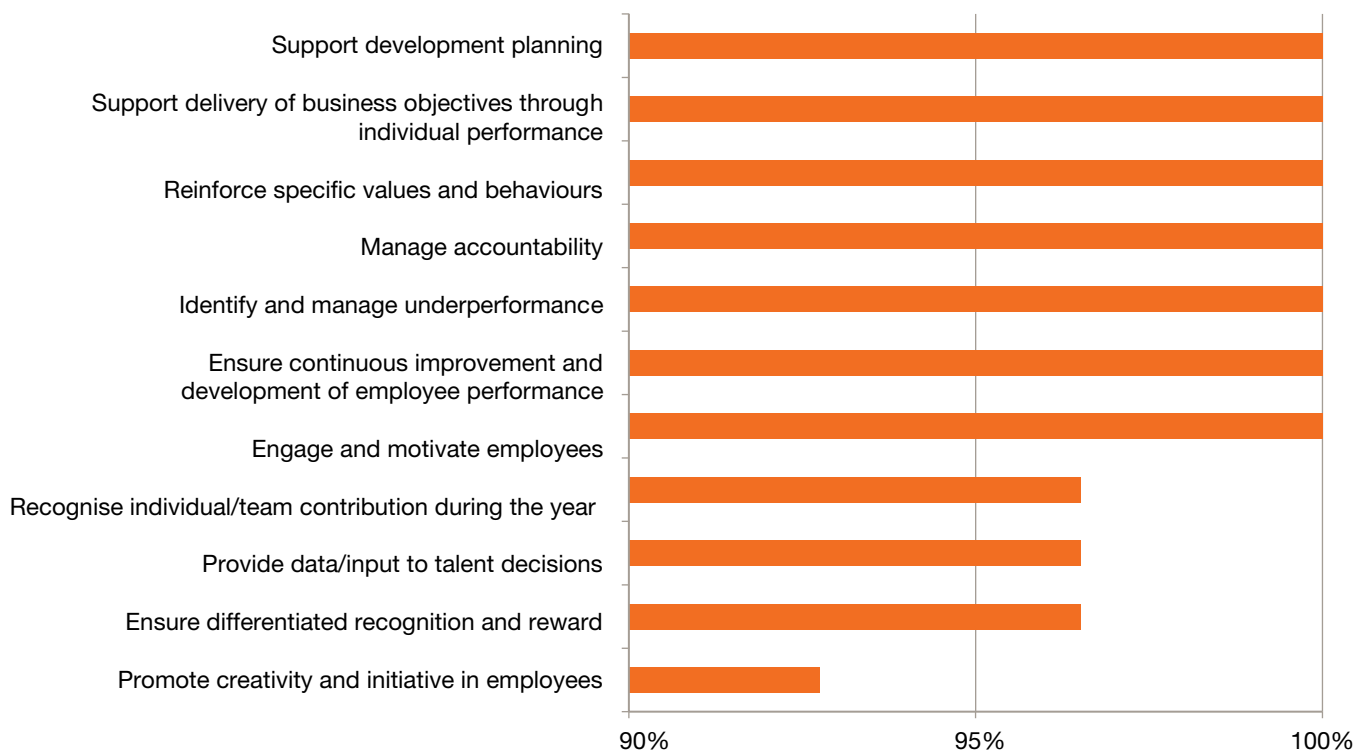 Support development planning
Support delivery of business objectives through
individual performance
Reinforce specific values and behaviours
Manage accountability
Identify and manage underperformance
Ensure continuous improvement and
development of employee performance
Engage and motivate employees
Recognise individual/team contribution during the year
Provide data/input to talent decisions
Ensure differentiated recognition and reward
Promote creativity and initiative in employees
90% 95% 100%